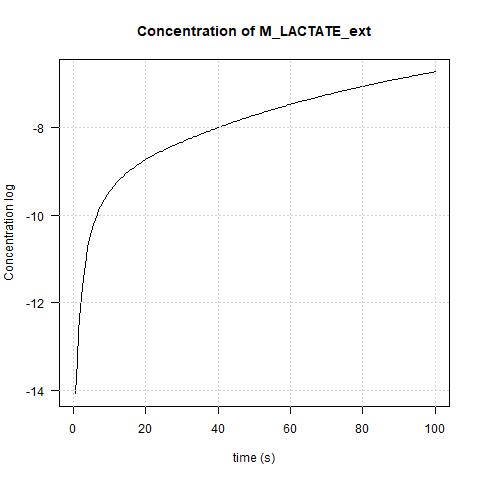 Concentration of M_LACTATE_ext
Concentration log
-8
-10
-12
-14
0 20 40 60 80 100
time (s)